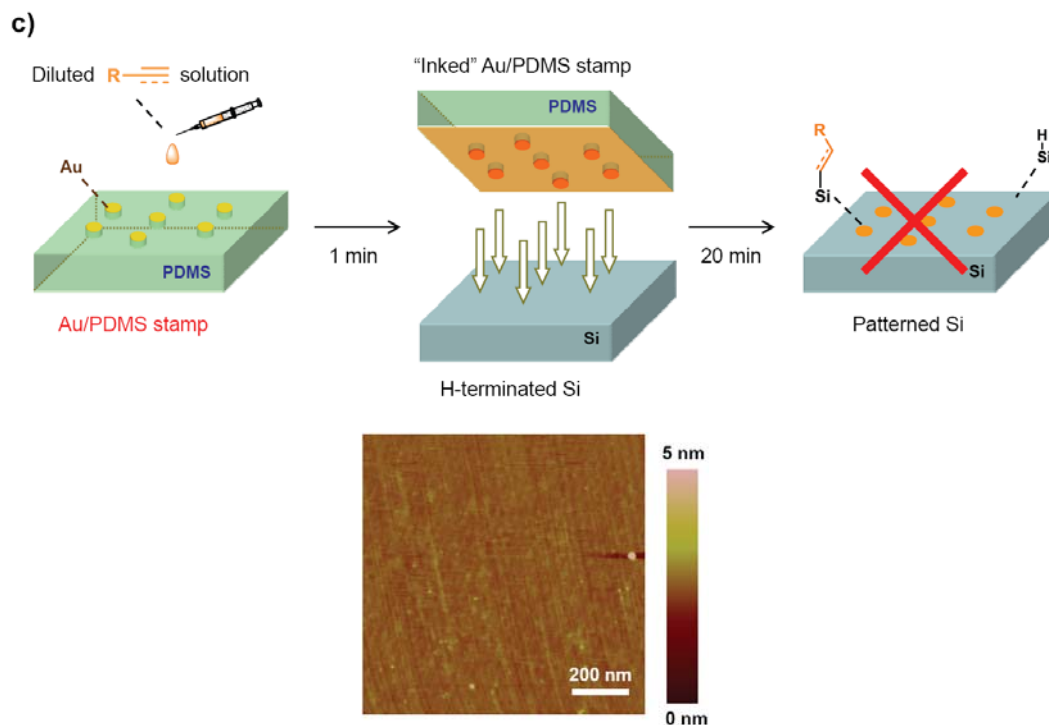 c)
Diluted R solution
Au
PDMS
Au/PDMS stamp
1 min
“Inked” Au/PDMS stamp
PDMS
Si
H-terminated Si
20 min
R
Si
H
Si
Si
Patterned Si
5 nm
200 nm
0 nm